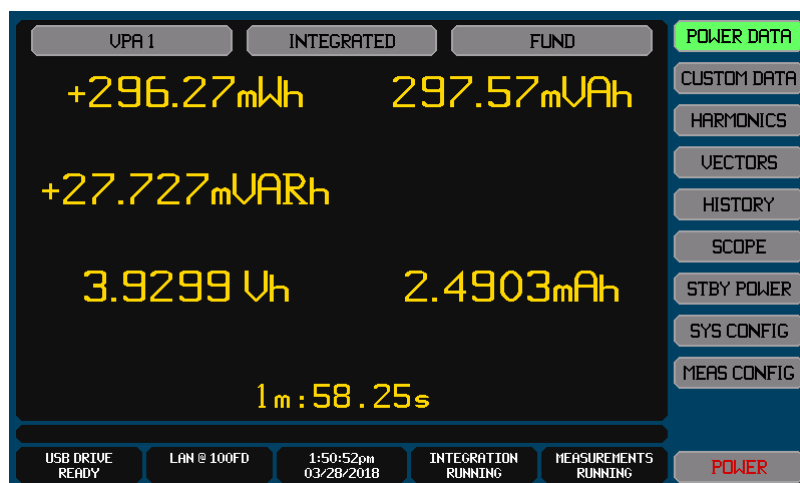 VPA 1 INTEGRATED FUND
+296.27mWh 297.57mVAh
+27.727mVARh
3.9299 Vh 2.4903mAh
1m:58.25s
POWER DATA
CUSTOM DATA
HARMONICS
VECTORS
HISTORY
SCOPE
STBY POWER
SYS CONFIG
MEAS CONFIG
USB DRIVE
READY
LAN @ 100FD
1:50:52pm
03/28/2018
INTEGRATION
RUNNING
MEASUREMENTS
RUNNING
POWER